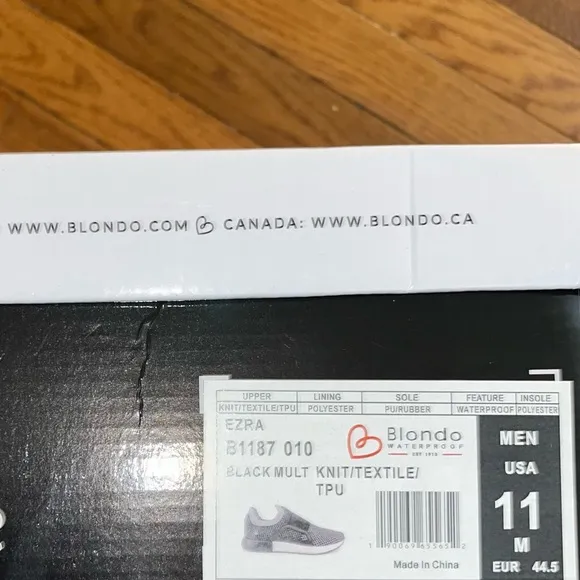 WWW.BLONDO.COM CANADA: WWW.BLONDO.CA
UPPER LINING SOLE FEATURE INSOLE
KNIT/TEXTILE/TPU POLYESTER PU/RUBBER WATERPROOF POLYESTER
EZRA
B1187 010
Blondo
WATERPROOF
EST 1910
BLACK MULT KNIT/TEXTILE/
TPU
MEN
USA
11
M
EUR 44.5
Made In China